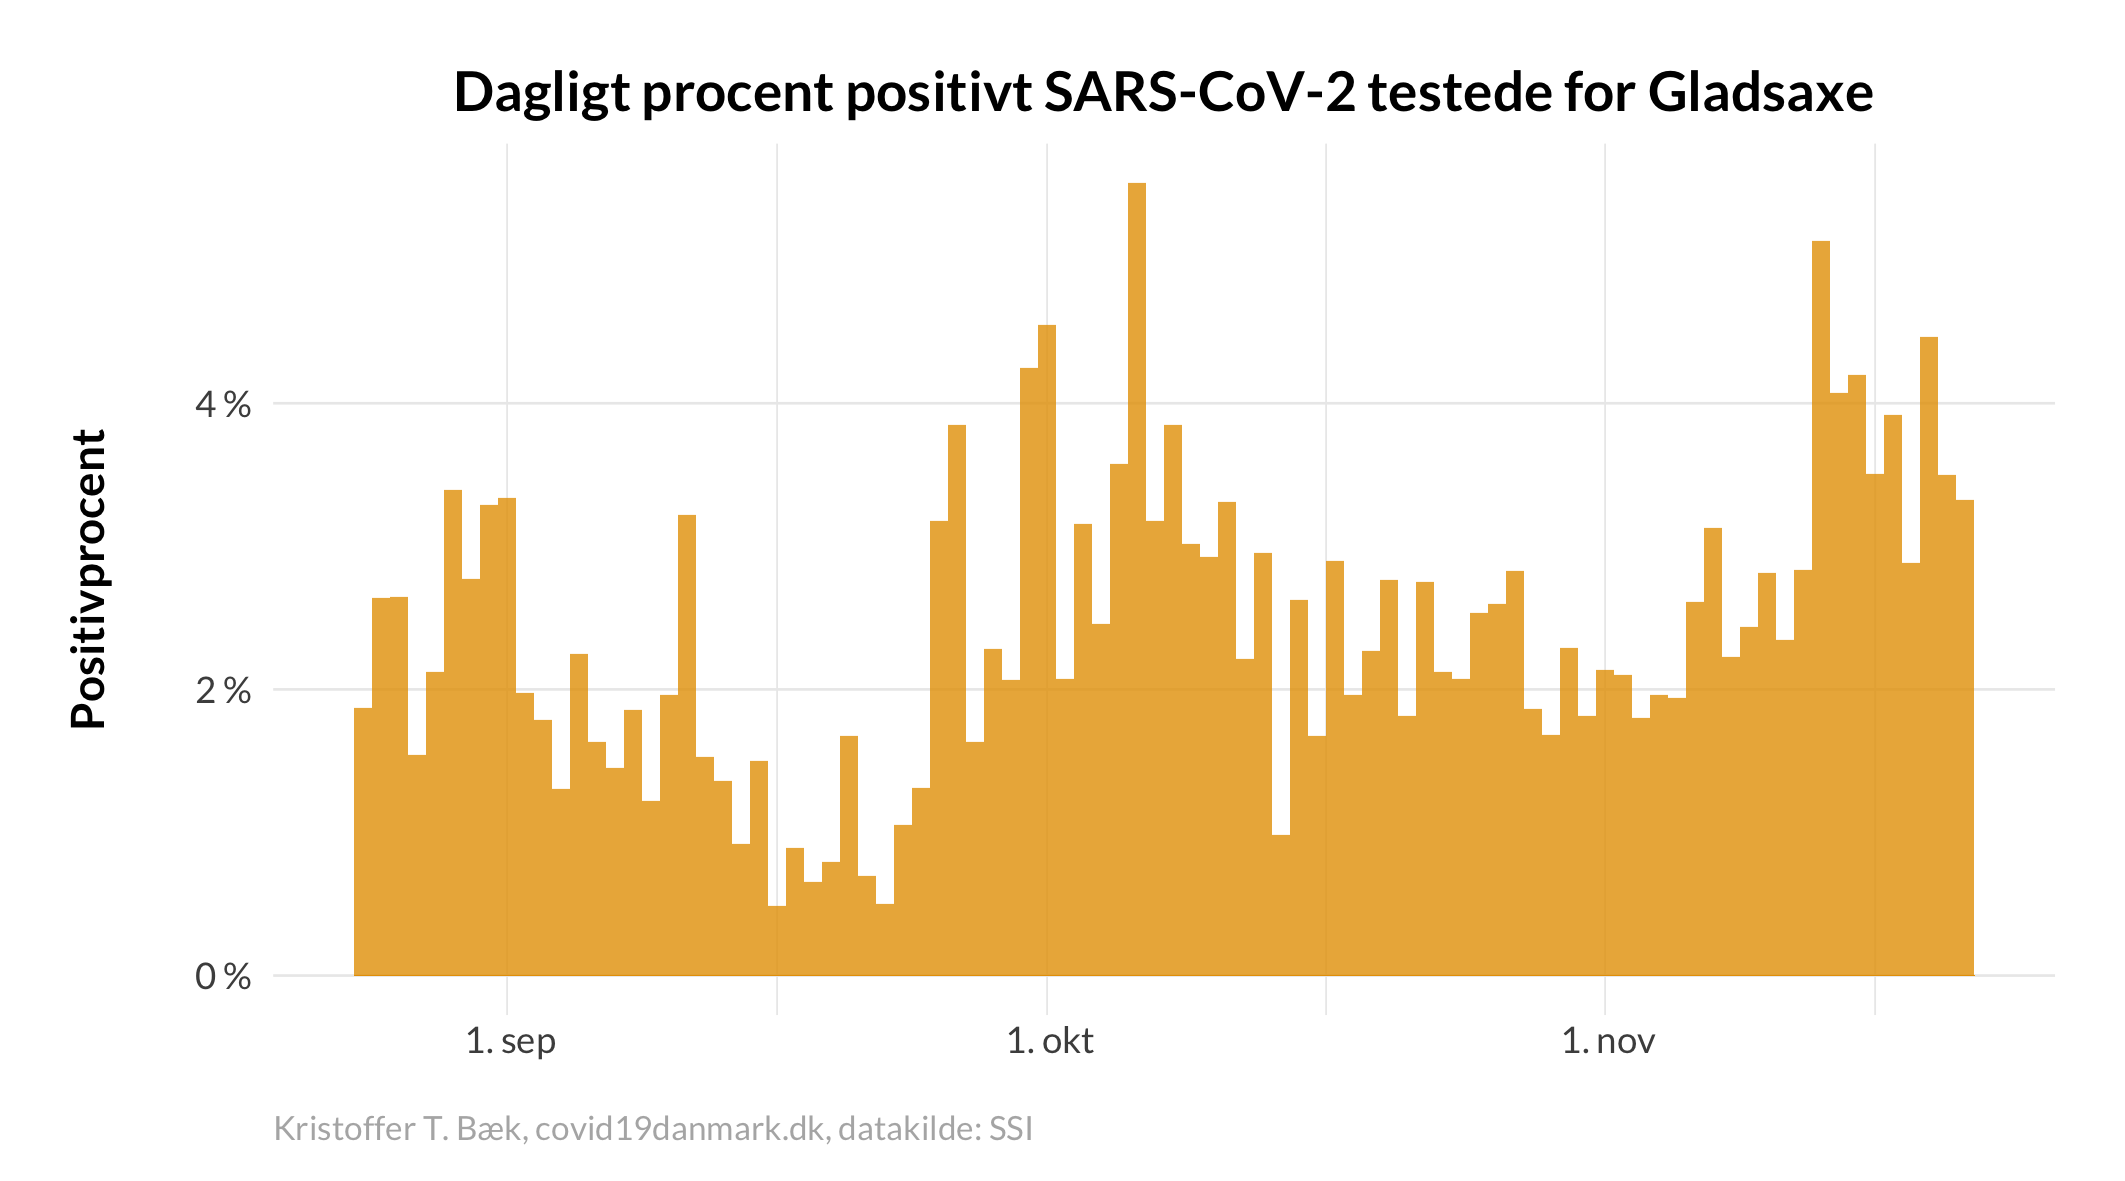 Dagligt procent positivt SARS-CoV-2 testede for Gladsaxe
Positivprocent
4 %
2 %
0 %
1. sep
1. okt
1. nov
Kristoffer T. Bæk, covid19danmark.dk, datakilde: SSI